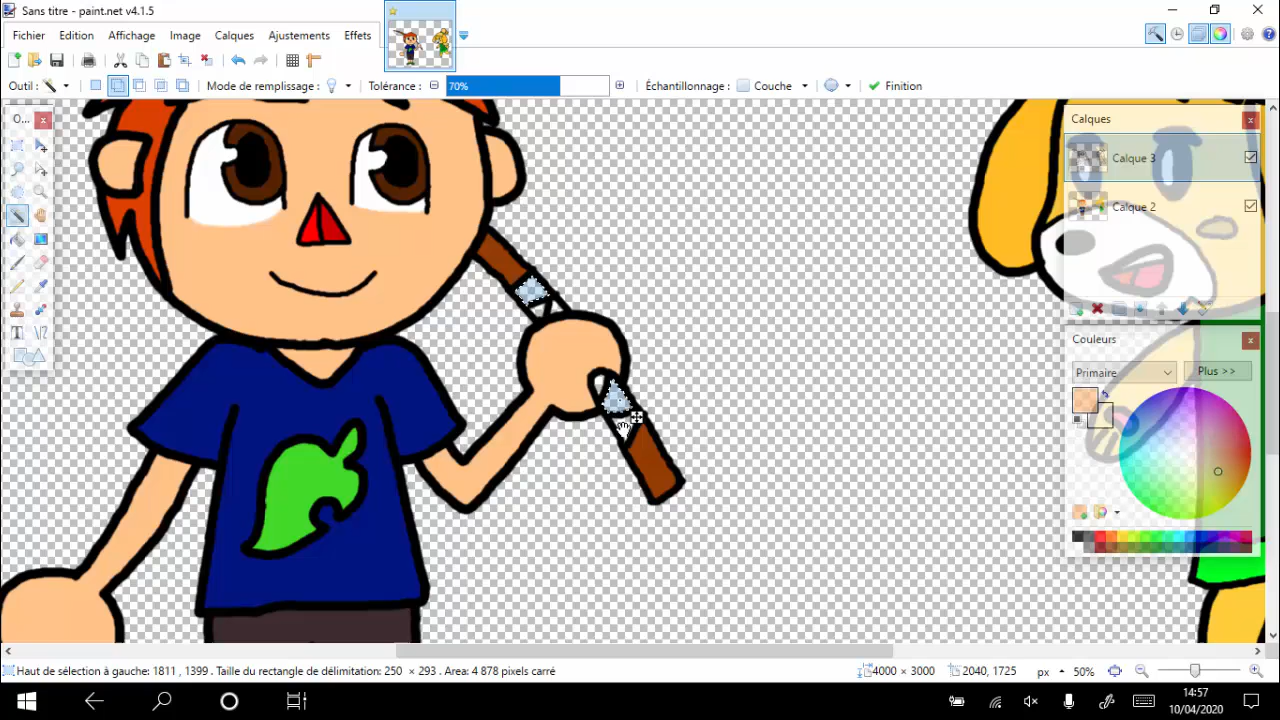 Sans titre - paint.net v4.1.5
Fichier Edition Affichage Image Calques Ajustements Effets
Outil : Mode de remplissage : Tolérance : 70% Échantillonnage : Couche Finition
O...
Calques
Calque 3
Calque 2
Couleurs
Primaire Plus >>
Haut de sélection à gauche: 1811 , 1399 . Taille du rectangle de délimitation: 250 × 293 . Area: 4 878 pixels carré 4000 × 3000 2040, 1725 px 50%
14:57
10/04/2020